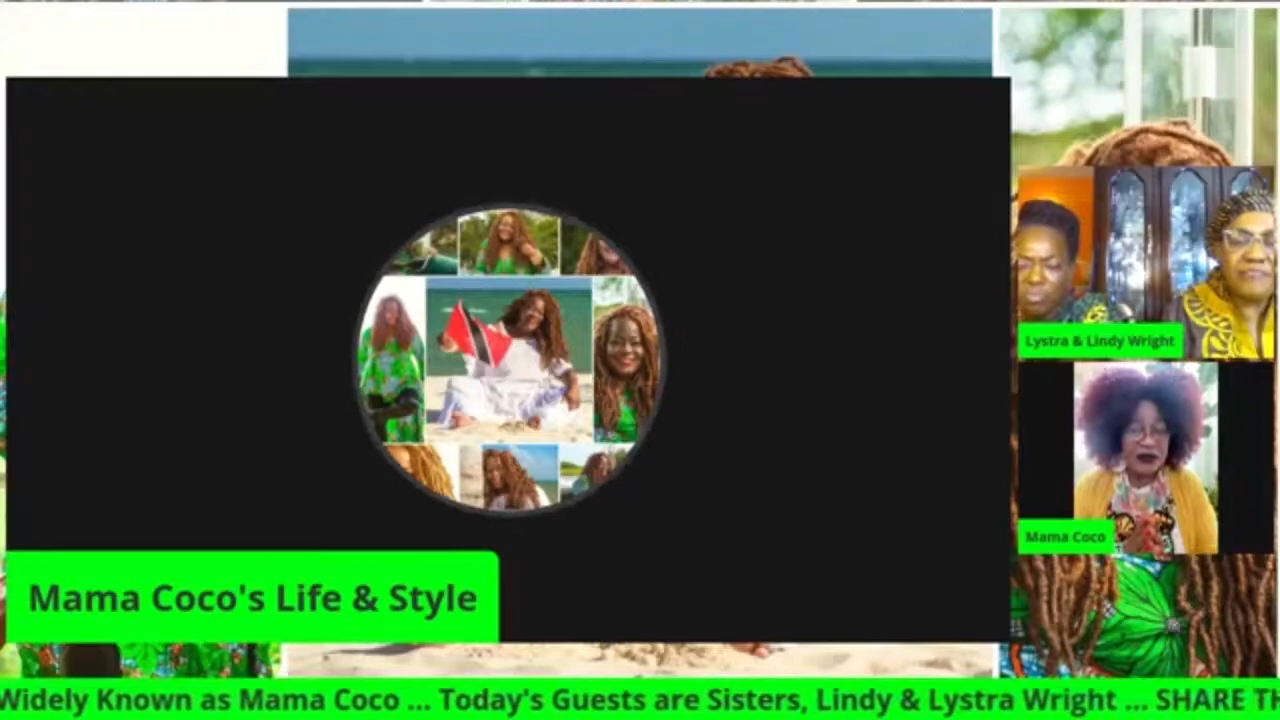 Lystra & Lindy Wright
Mama Coco
Mama Coco's Life & Style
Widely Known as Mama Coco ... Today's Guests are Sisters, Lindy & Lystra Wright ... SHARE